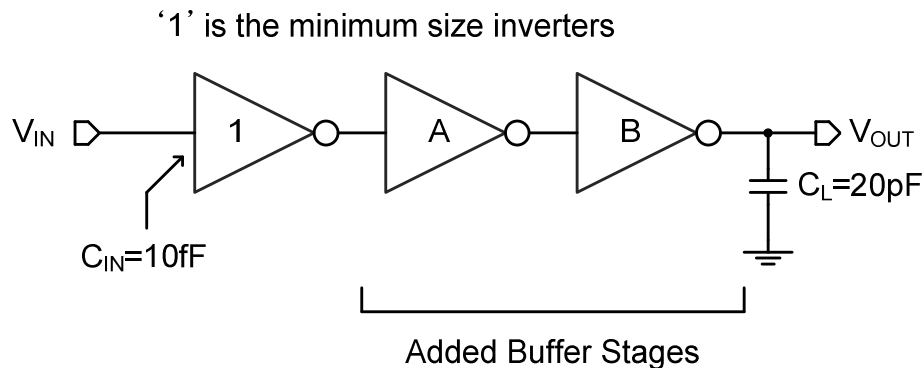 ‘1’ is the minimum size inverters
V_IN
1
A
B
V_OUT
C_L=20pF
C_IN=10fF
Added Buffer Stages